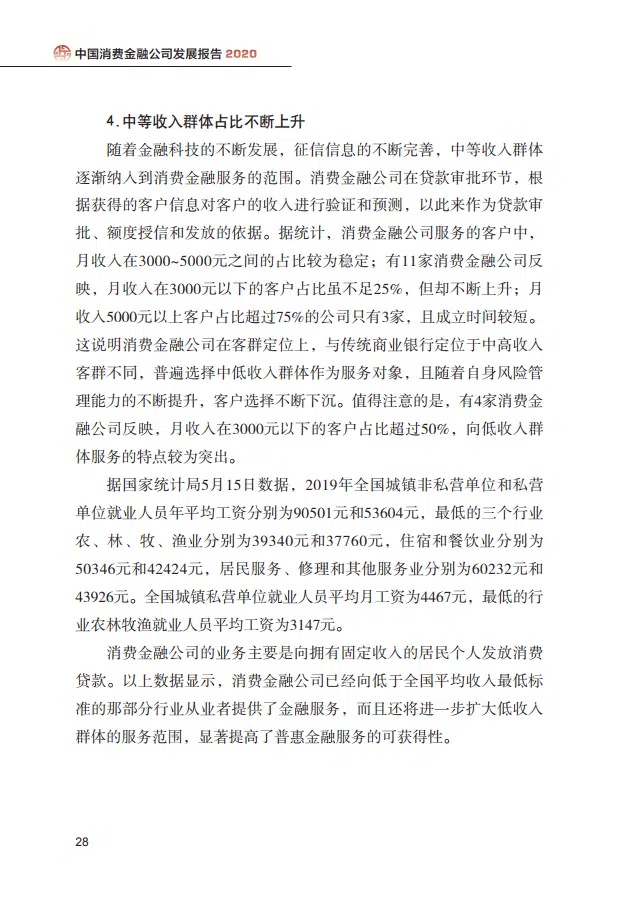 中国消费金融公司发展报告 2020
4.中等收入群体占比不断上升
随着金融科技的不断发展，征信信息的不断完善，中等收入群体
逐渐纳入到消费金融服务的范围。消费金融公司在贷款审批环节，根
据获得的客户信息对客户的收入进行验证和预测，以此来作为贷款审
批、额度授信和发放的依据。据统计，消费金融公司服务的客户中，
月收入在3000~5000元之间的占比较为稳定；有11家消费金融公司反
映，月收入在3000元以下的客户占比虽不足25%，但却不断上升；月
收入5000元以上客户占比超过75%的公司只有3家，且成立时间较短。
这说明消费金融公司在客群定位上，与传统商业银行定位于中高收入
客群不同，普遍选择中低收入群体作为服务对象，且随着自身风险管
理能力的不断提升，客户选择不断下沉。值得注意的是，有4家消费金
融公司反映，月收入在3000元以下的客户占比超过50%，向低收入群
体服务的特点较为突出。
据国家统计局5月15日数据，2019年全国城镇非私营单位和私营
单位就业人员年平均工资分别为90501元和53604元，最低的三个行业
农、林、牧、渔业分别为39340元和37760元，住宿和餐饮业分别为
50346元和42424元，居民服务、修理和其他服务业分别为60232元和
43926元。全国城镇私营单位就业人员平均月工资为4467元，最低的行
业农林牧渔就业人员平均工资为3147元。
消费金融公司的业务主要是向拥有固定收入的居民个人发放消费
贷款。以上数据显示，消费金融公司已经向低于全国平均收入最低标
准的那部分行业从业者提供了金融服务，而且还将进一步扩大低收入
群体的服务范围，显著提高了普惠金融服务的可获得性。
28